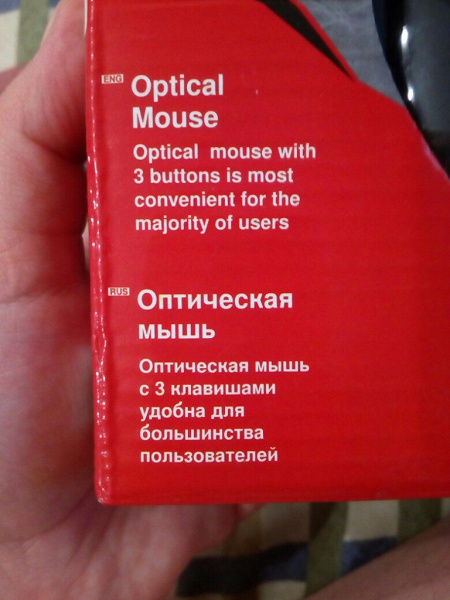 ENG Optical
Mouse
Optical mouse with
3 buttons is most
convenient for the
majority of users
RUS Оптическая
мышь
Оптическая мышь
с 3 клавишами
удобна для
большинства
пользователей